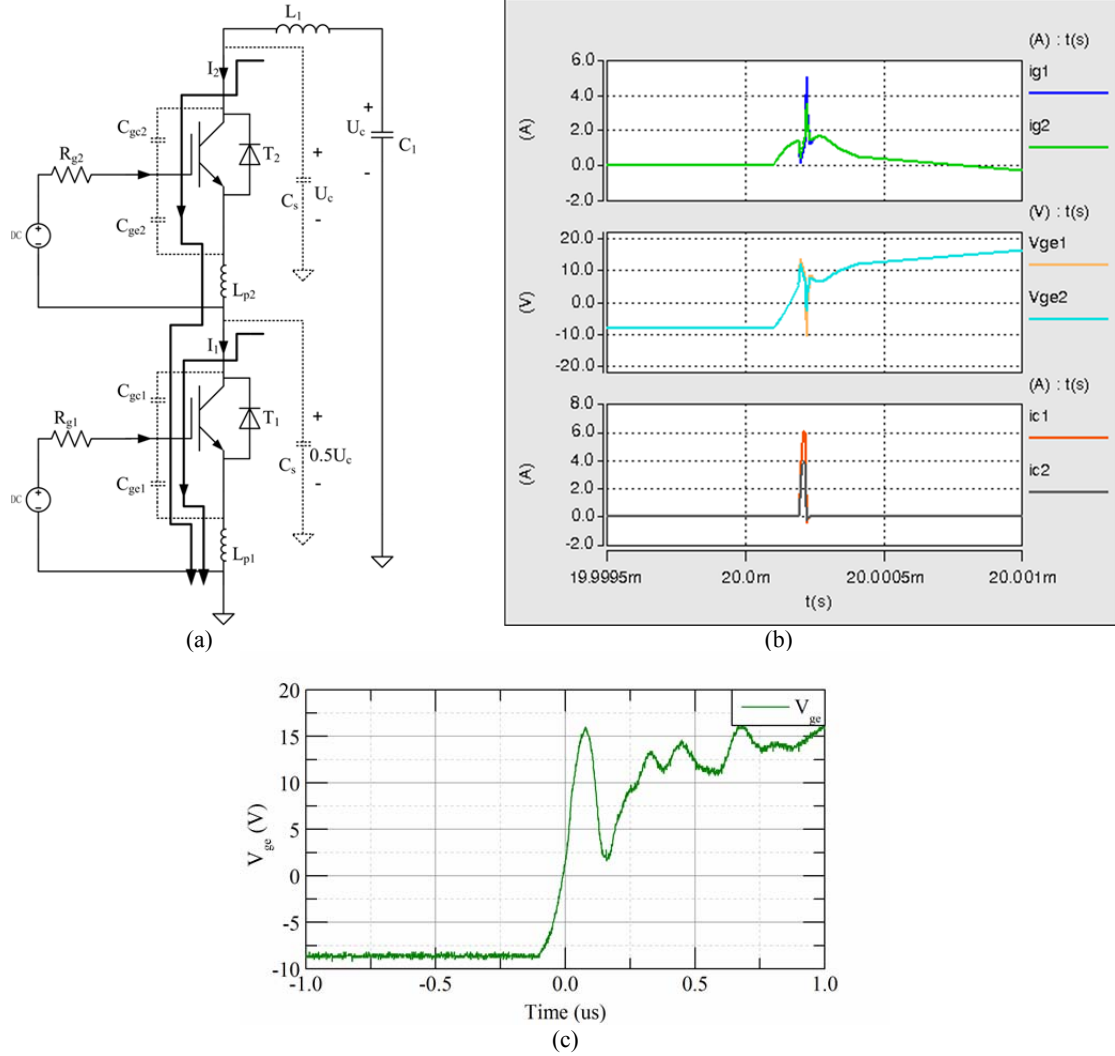 L1
I2
Cgc2
Rg2
T2
+
Uc
-
C1
+
Uc
-
Cs
Cge2
DC
Lp2
I1
Cgc1
Rg1
T1
+
0.5Uc
-
Cs
Cge1
DC
Lp1
(a)
(A) : t(s)
6.0
4.0
2.0
0.0
-2.0
(A)
ig1
ig2
(V) : t(s)
20.0
10.0
0.0
-10.0
-20.0
(V)
Vge1
Vge2
(A) : t(s)
8.0
6.0
4.0
2.0
0.0
-2.0
(A)
ic1
ic2
19.9995m 20.0m 20.0005m 20.001m
t(s)
(b)
20
15
10
5
0
-5
-10
Vge (V)
Vge
-1.0 -0.5 0.0 0.5 1.0
Time (us)
(c)